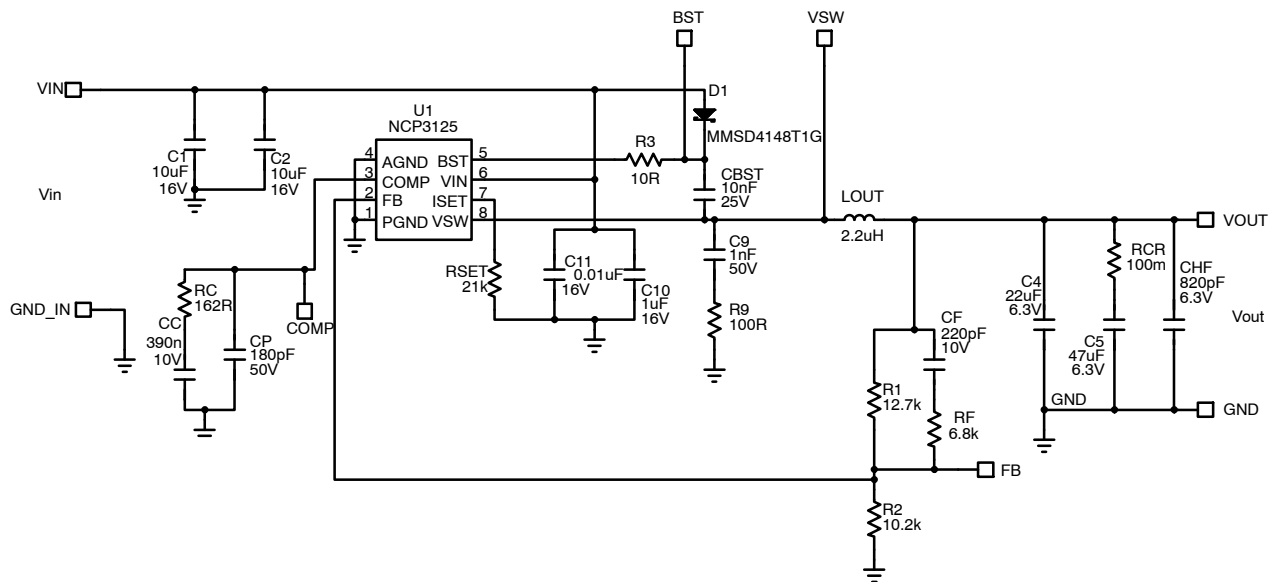 BST
VSW
VIN
D1
U1
NCP3125
MMSD4148T1G
R3
10R
C1
10uF
16V
C2
10uF
16V
4
AGND
BST
5
3
COMP
VIN
6
2
FB
ISET
7
1
PGND
VSW
8
CBST
10nF
25V
Vin
LOUT
2.2uH
VOUT
C9
1nF
50V
RCR
100m
CHF
820pF
6.3V
RSET
21k
C11
0.01uF
16V
C10
1uF
16V
RC
162R
C4
22uF
6.3V
GND_IN
COMP
CC
390n
10V
CP
180pF
50V
R9
100R
CF
220pF
10V
C5
47uF
6.3V
Vout
R1
12.7k
GND
GND
RF
6.8k
FB
R2
10.2k